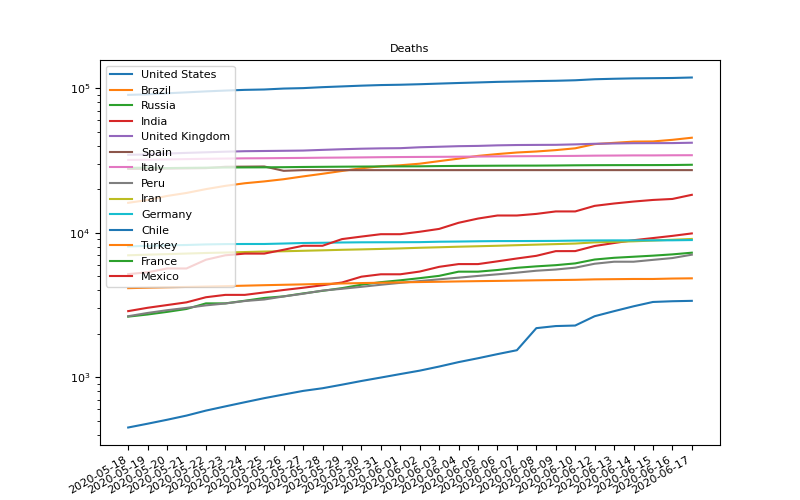 Deaths
10^5
10^4
10^3
United States
Brazil
Russia
India
United Kingdom
Spain
Italy
Peru
Iran
Germany
Chile
Turkey
France
Mexico
2020-05-18
2020-05-19
2020-05-20
2020-05-21
2020-05-22
2020-05-23
2020-05-24
2020-05-25
2020-05-26
2020-05-27
2020-05-28
2020-05-29
2020-05-30
2020-05-31
2020-06-01
2020-06-02
2020-06-03
2020-06-04
2020-06-05
2020-06-06
2020-06-07
2020-06-08
2020-06-09
2020-06-10
2020-06-12
2020-06-13
2020-06-14
2020-06-15
2020-06-16
2020-06-17